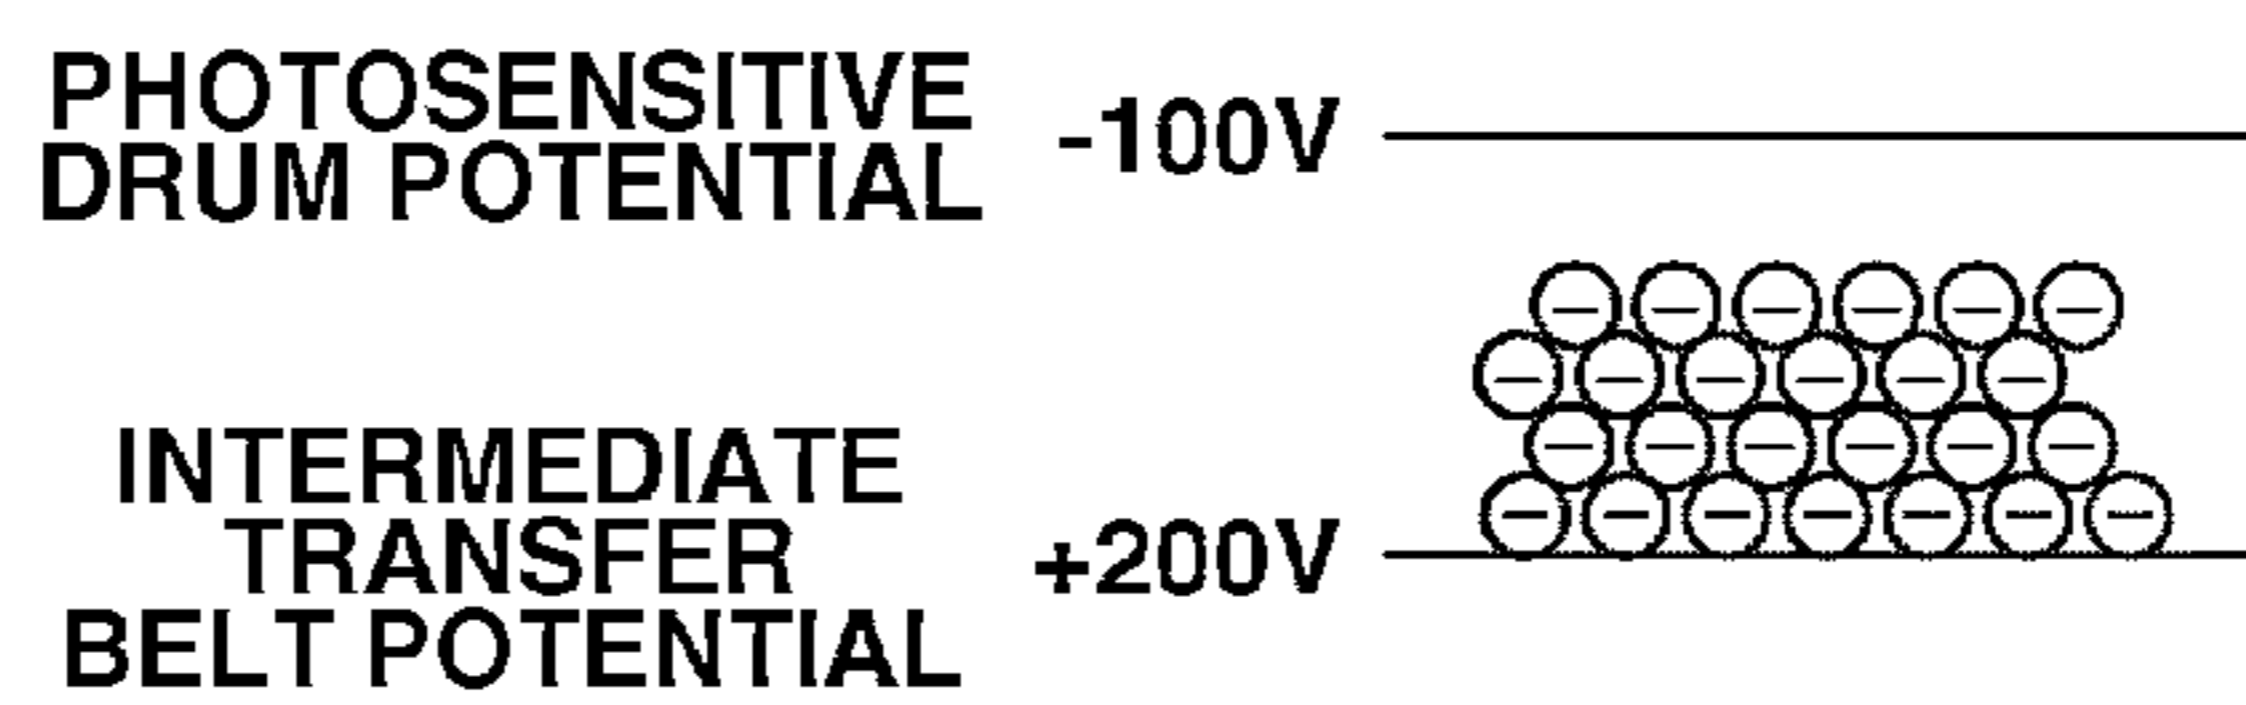 PHOTOSENSITIVE
DRUM POTENTIAL
-100V
INTERMEDIATE
TRANSFER
BELT POTENTIAL
+200V